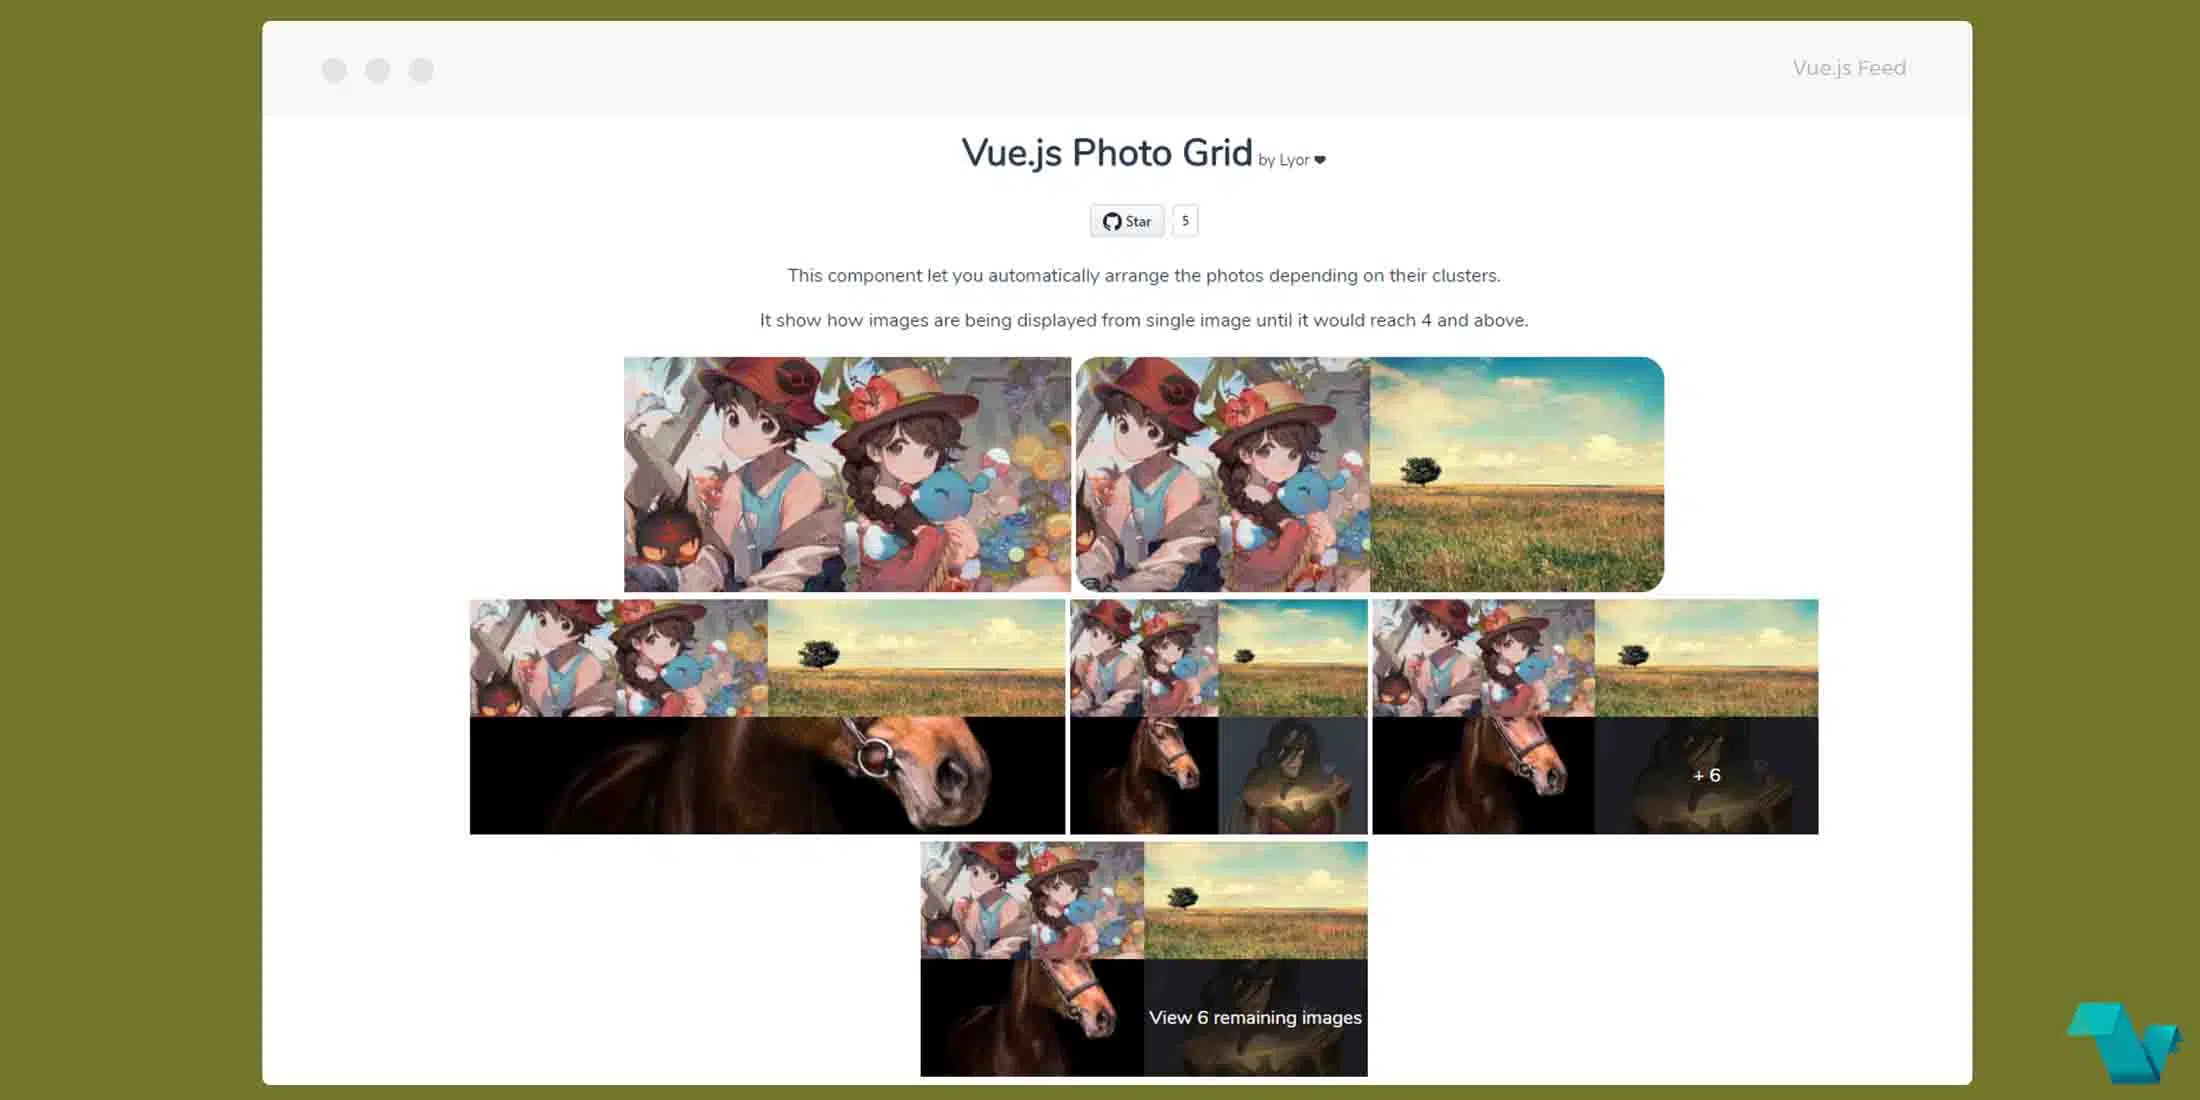 Vue.js Feed
Vue.js Photo Grid by Lyor ❤
Star 5
This component let you automatically arrange the photos depending on their clusters.
It show how images are being displayed from single image until it would reach 4 and above.
+ 6
View 6 remaining images